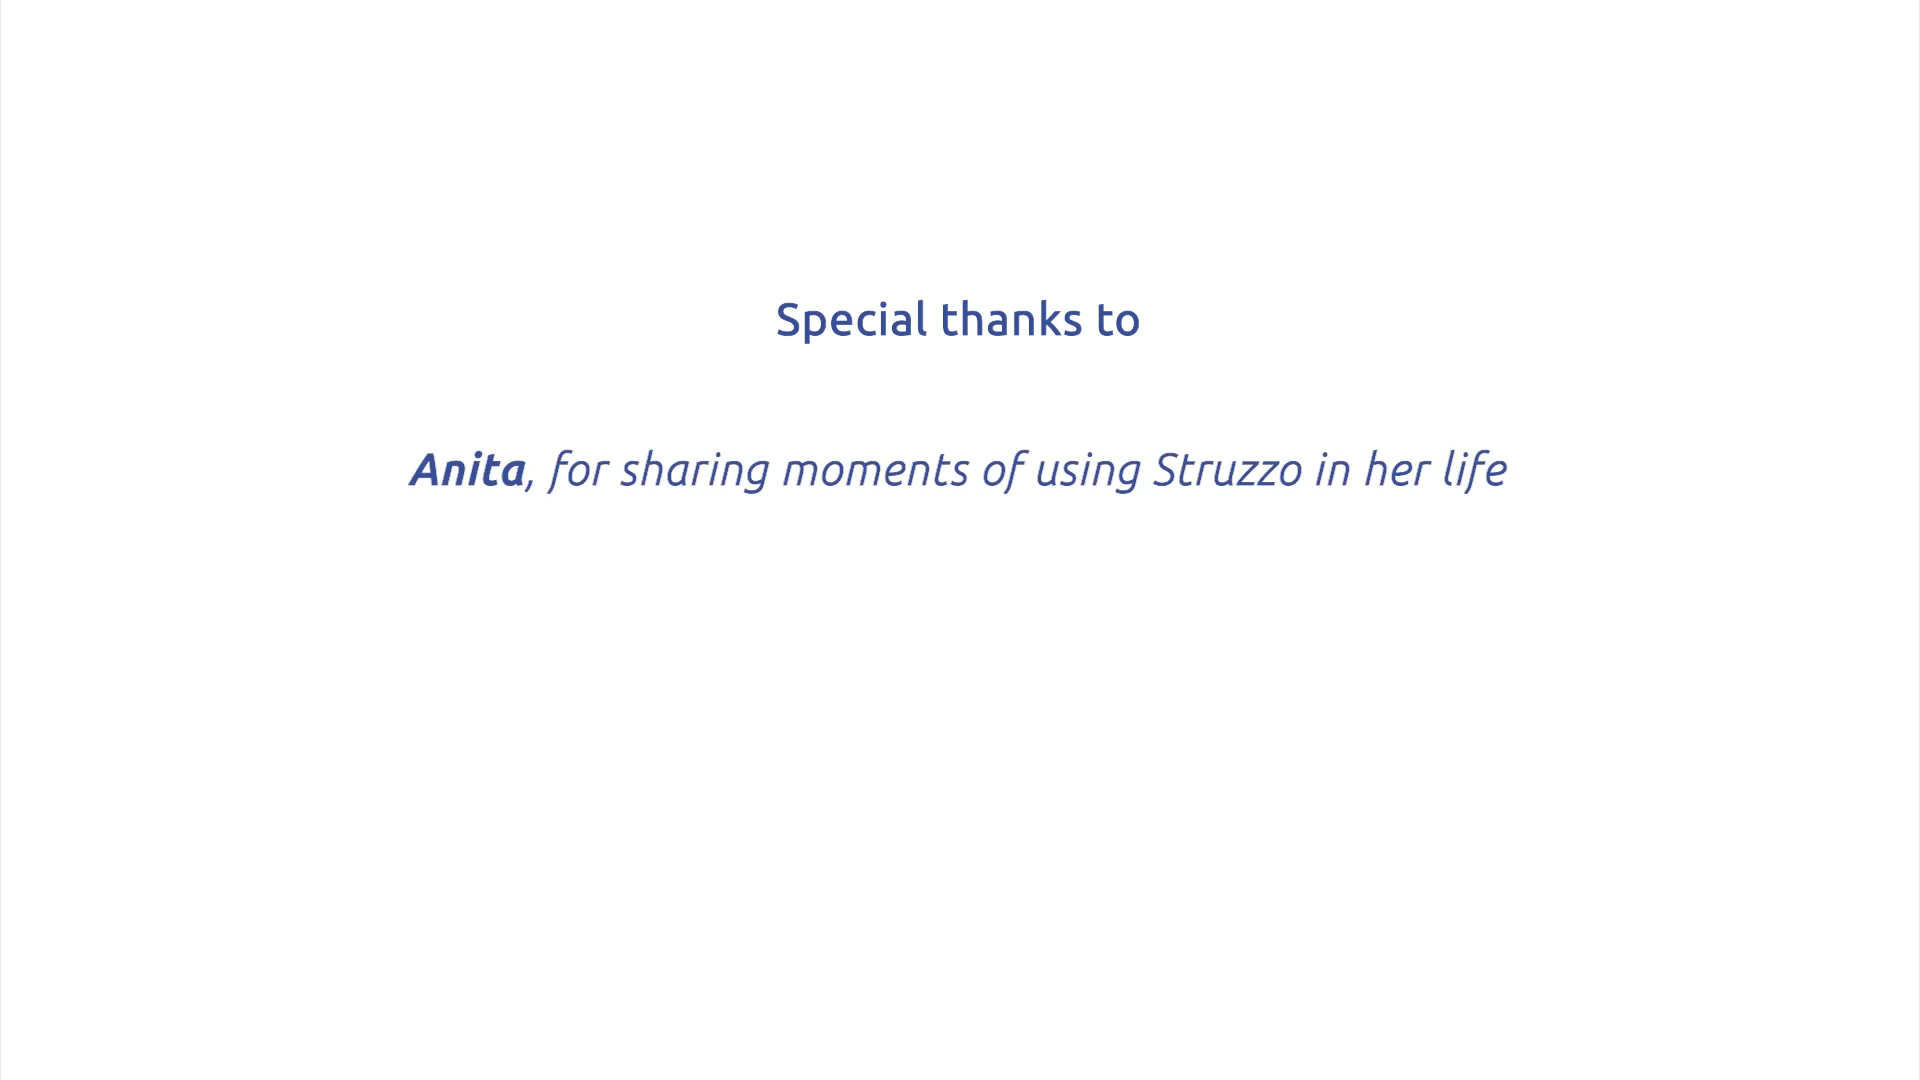 Special thanks to
Anita, for sharing moments of using Struzzo in her life